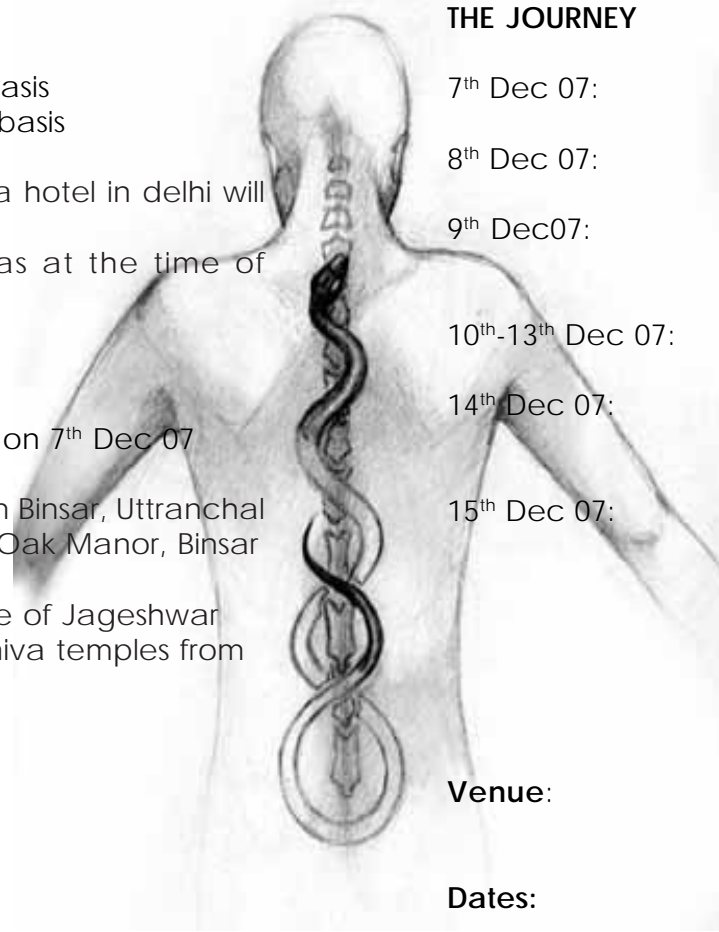 asis
basis
a hotel in delhi will
as at the time of
on 7th Dec 07
Binsar, Uttranchal
Oak Manor, Binsar
e of Jageshwar
hiva temples from
THE JOURNEY
7th Dec 07:
8th Dec 07:
9th Dec07:
10th-13th Dec 07:
14th Dec 07:
15th Dec 07:
Venue:
Dates: